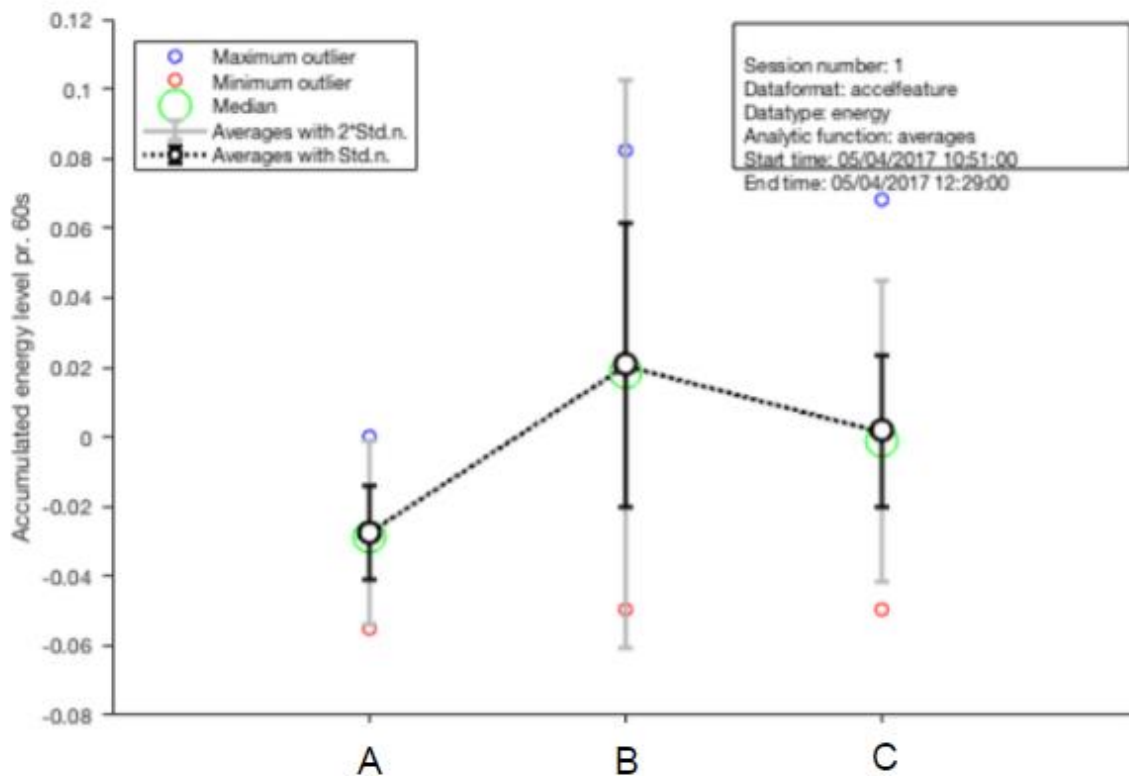 0.12
0.1
0.08
0.06
0.04
0.02
0
-0.02
-0.04
-0.06
-0.08
Accumulated energy level pr. 60s
Maximum outlier
Minimum outlier
Median
Averages with 2*Std.n.
Averages with Std.n.
Session number: 1
Dataformat: accelfeature
Datatype: energy
Analytic function: averages
Start time: 05/04/2017 10:51:00
End time: 05/04/2017 12:29:00
A B C